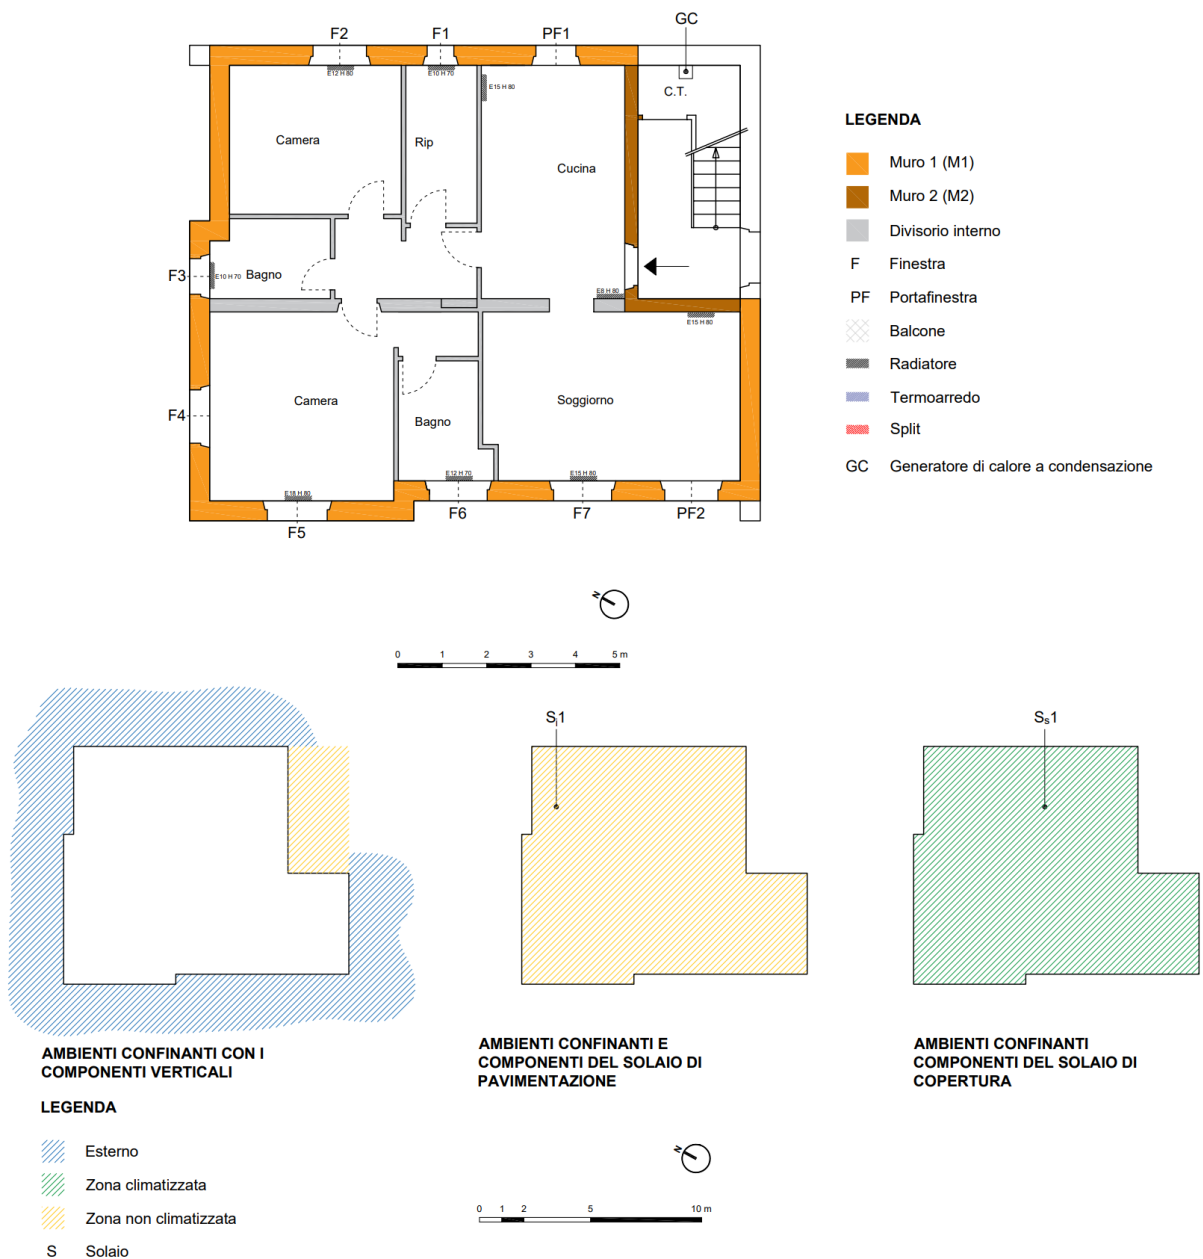 GC
F2
F1
PF1
E12 H 80
E10 H 70
E15 H 80
C.T.
LEGENDA
Camera
Rip
Cucina
Muro 1 (M1)
Muro 2 (M2)
Divisorio interno
F Finestra
F3
E10 H 70
Bagno
E8 H 80
PF Portafinestra
E15 H 80
Balcone
Radiatore
Camera
Soggiorno
Termoarredo
F4
Bagno
Split
GC Generatore di calore a condensazione
E12 H 70
E15 H 80
E18 H 80
F5
F6
F7
PF2
N
0 1 2 3 4 5 m
Si1
Ss1
AMBIENTI CONFINANTI CON I
COMPONENTI VERTICALI
AMBIENTI CONFINANTI E
COMPONENTI DEL SOLAIO DI
PAVIMENTAZIONE
AMBIENTI CONFINANTI
COMPONENTI DEL SOLAIO DI
COPERTURA
LEGENDA
Esterno
Zona climatizzata
Zona non climatizzata
S Solaio
N
0 1 2 5 10 m